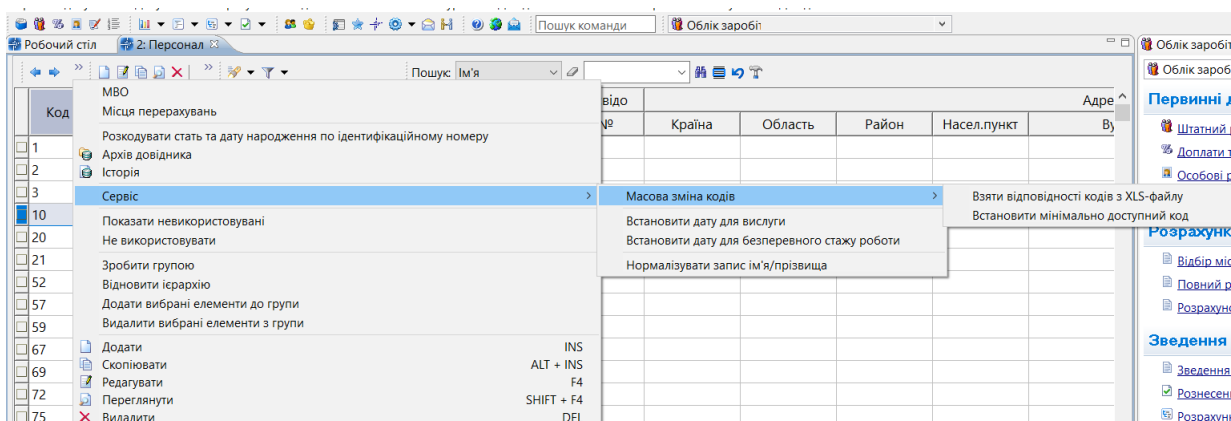 Пошук команди
Облік заробіт
Робочий стіл
2: Персонал
Облік заробіт
Пошук: Ім'я
Облік зароб
Код
відо
Адре
№
Країна
Область
Район
Насел.пункт
Ву
1
2
3
10
20
21
52
57
59
67
69
72
75
МВО
Місця перерахувань
Розкодувати стать та дату народження по ідентифікаційному номеру
Архів довідника
Історія
Сервіс
Показати невикористовувані
Не використовувати
Зробити групою
Відновити ієрархію
Додати вибрані елементи до групи
Видалити вибрані елементи з групи
Додати INS
Скопіювати ALT + INS
Редагувати F4
Переглянути SHIFT + F4
Видалити DEL
Масова зміна кодів
Встановити дату для вислуги
Встановити дату для безперевного стажу роботи
Нормалізувати запис ім'я/прізвища
Взяти відповідності кодів з XLS-файлу
Встановити мінімально доступний код
Первинні д
Штатний р
Доплати т
Особові р
Розрахунк
Відбір міс
Повний р
Розрахуно
Зведення
Зведення
Рознесен
Розрахун